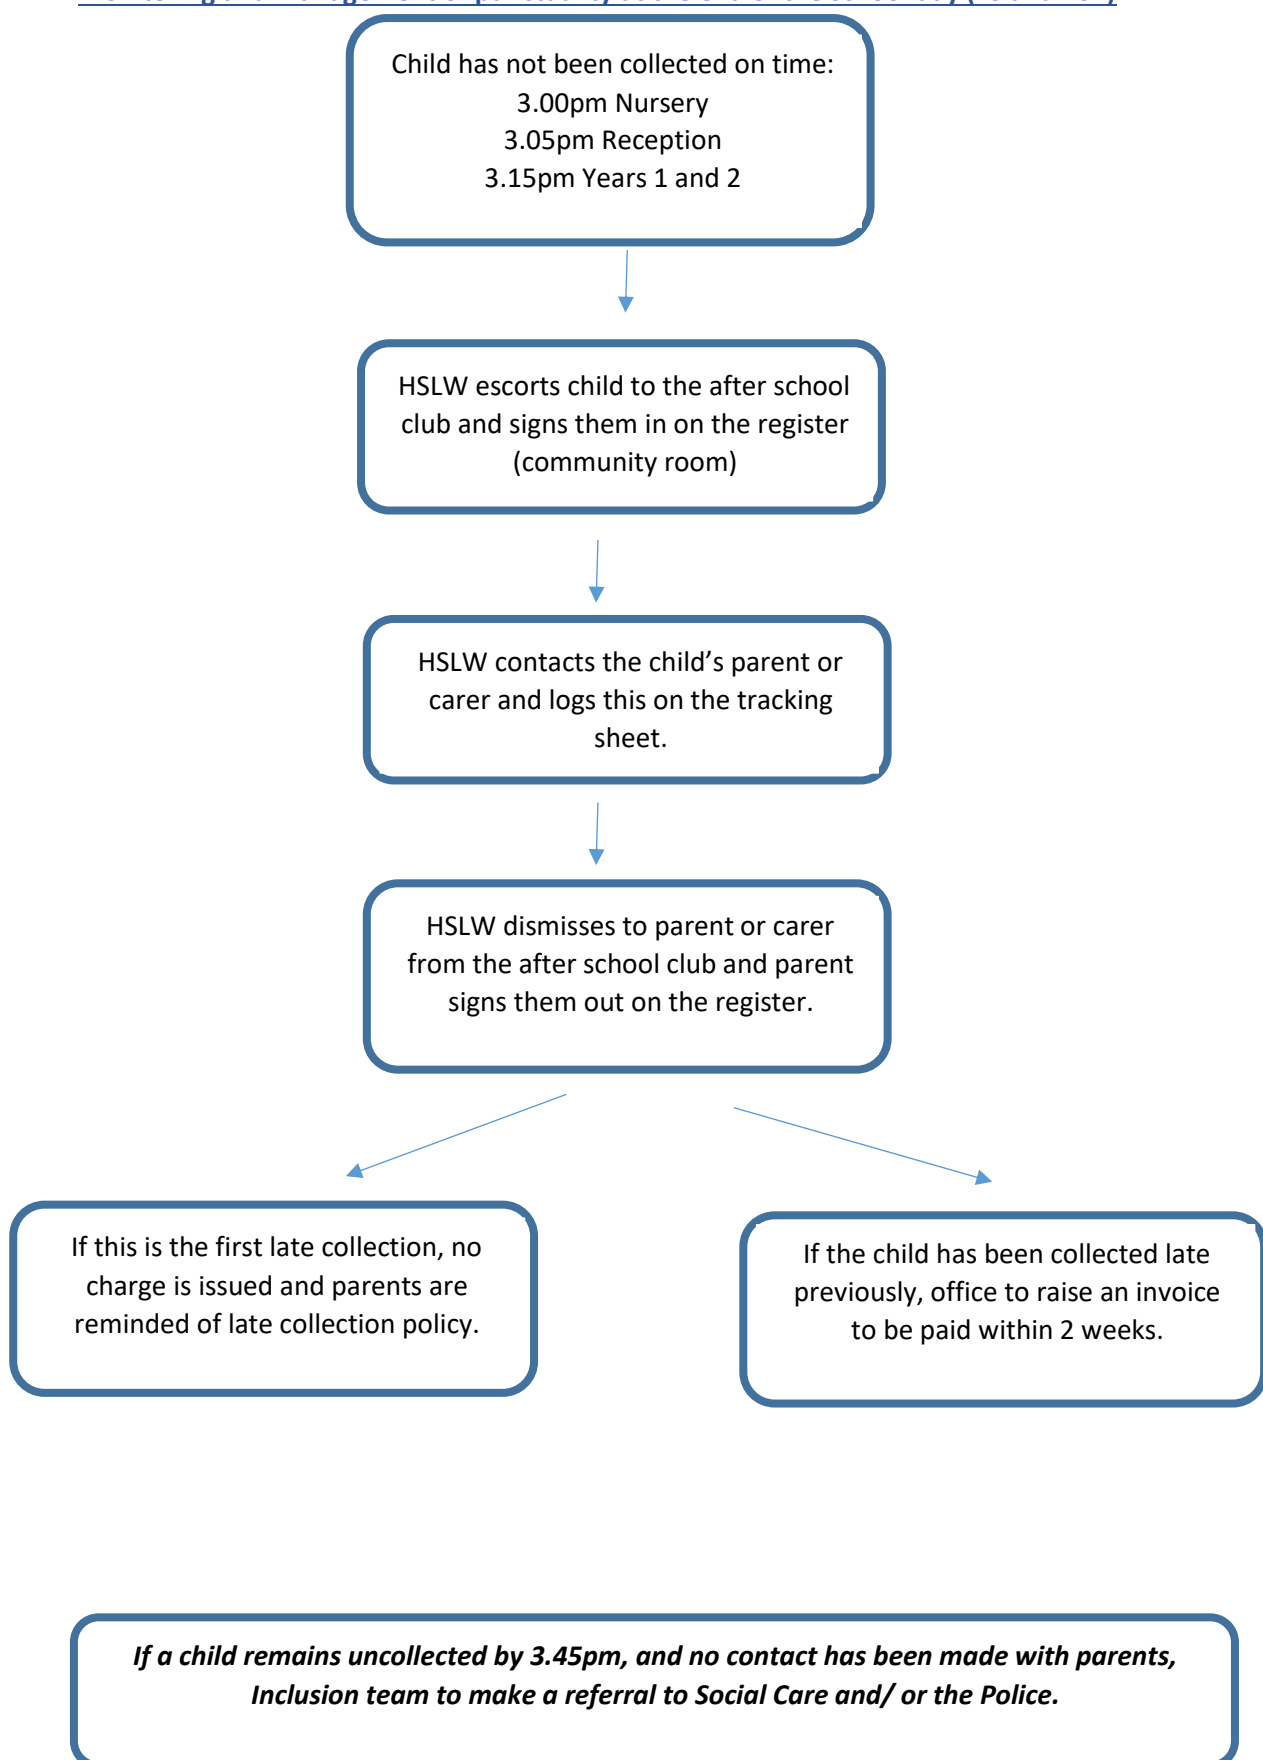 Child has not been collected on time:
3.00pm Nursery
3.05pm Reception
3.15pm Years 1 and 2
HSLW escorts child to the after school
club and signs them in on the register
(community room)
HSLW contacts the child’s parent or
carer and logs this on the tracking
sheet.
HSLW dismisses to parent or carer
from the after school club and parent
signs them out on the register.
If this is the first late collection, no
charge is issued and parents are
reminded of late collection policy.
If the child has been collected late
previously, office to raise an invoice
to be paid within 2 weeks.
If a child remains uncollected by 3.45pm, and no contact has been made with parents,
Inclusion team to make a referral to Social Care and/ or the Police.